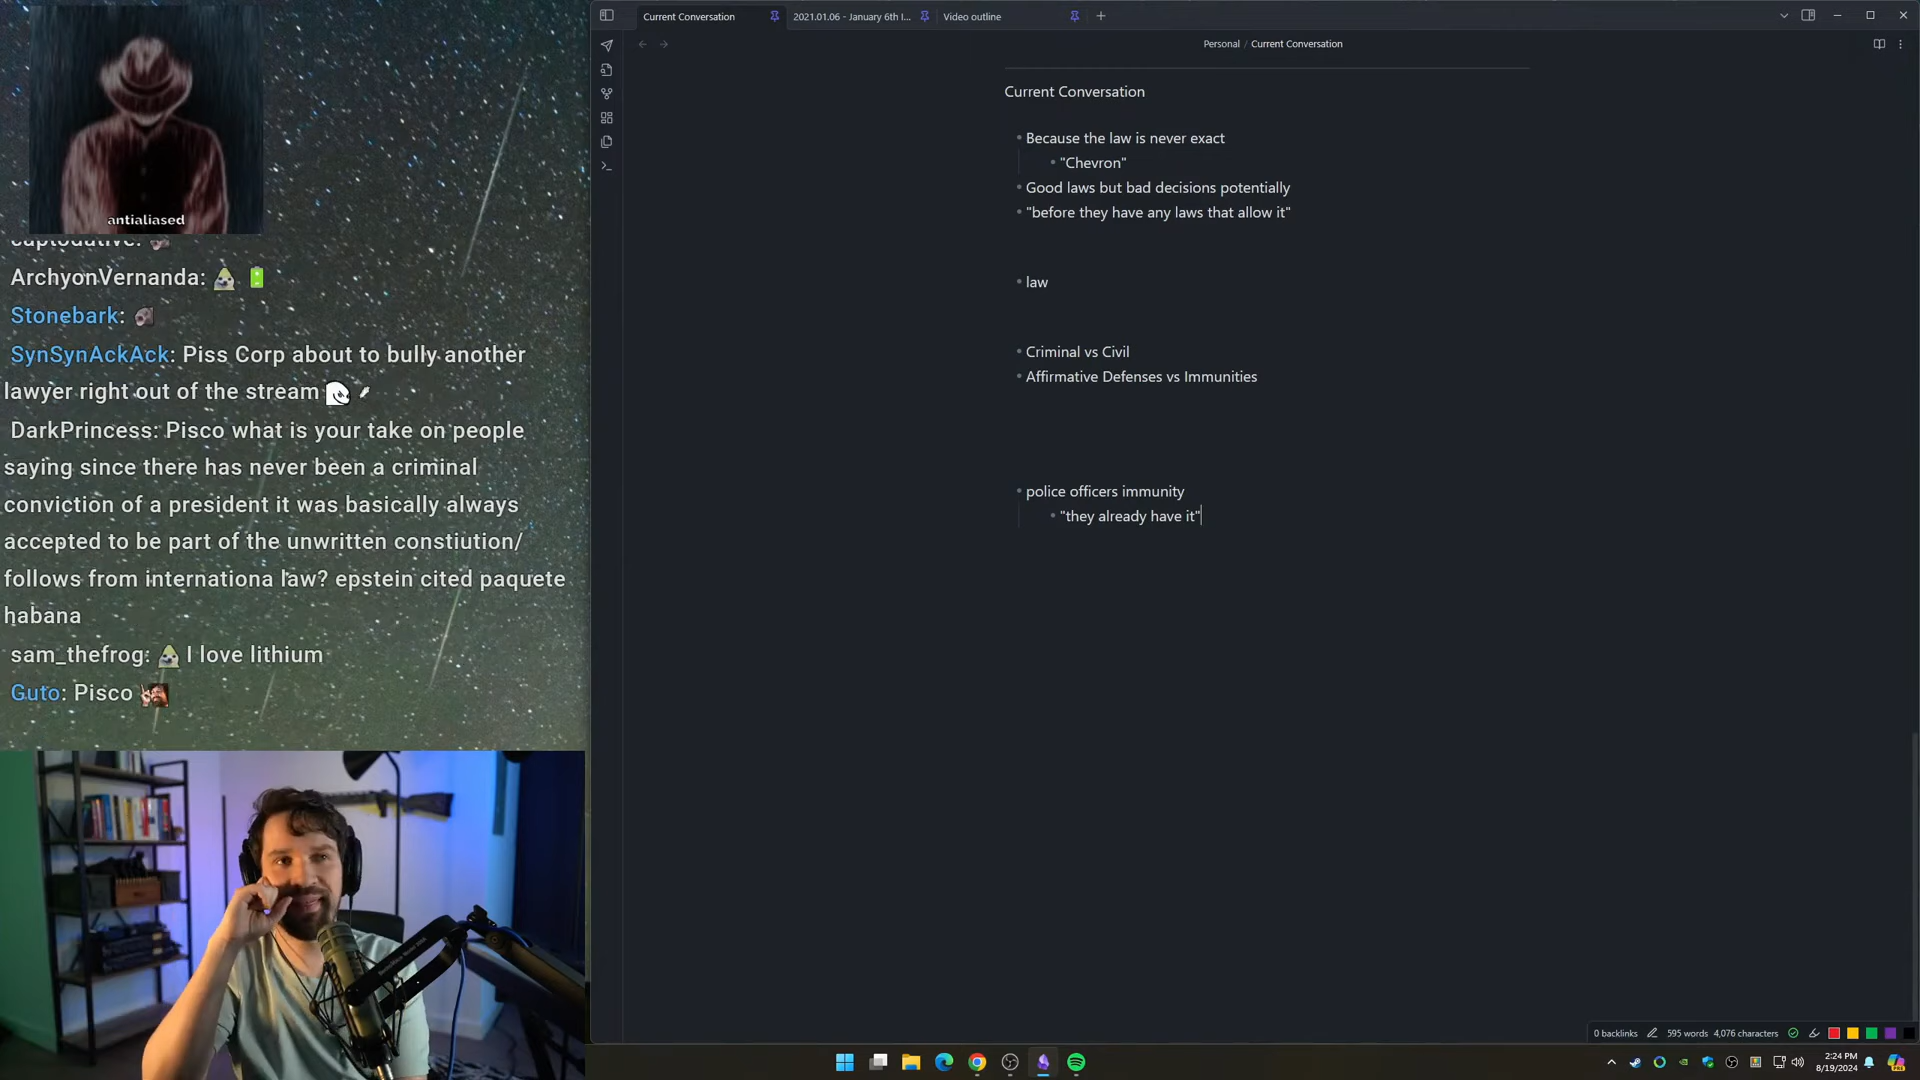 antialiased
captodative:
ArchyonVernanda:
Stonebark:
SynSynAckAck: Piss Corp about to bully another
lawyer right out of the stream
DarkPrincess: Pisco what is your take on people
saying since there has never been a criminal
conviction of a president it was basically always
accepted to be part of the unwritten constiution/
follows from internationa law? epstein cited paquete
habana
sam_thefrog: I love lithium
Guto: Pisco
Current Conversation
2021.01.06 - January 6th I...
Video outline
Personal / Current Conversation
Current Conversation
Because the law is never exact
"Chevron"
Good laws but bad decisions potentially
"before they have any laws that allow it"
law
Criminal vs Civil
Affirmative Defenses vs Immunities
police officers immunity
"they already have it"
0 backlinks 595 words 4,076 characters
2:24 PM
8/19/2024